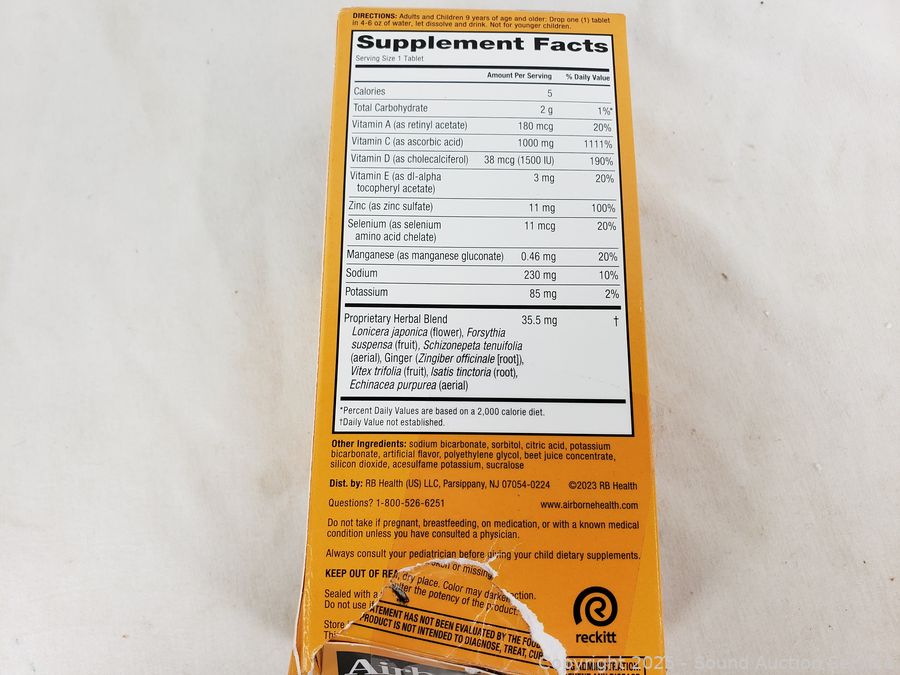 DIRECTIONS: Adults and Children 9 years of age and older: Drop one (1) tablet
in 4-6 oz of water, let dissolve and drink. Not for younger children.
Supplement Facts
Serving Size 1 Tablet
Amount Per Serving % Daily Value
Calories 5
Total Carbohydrate 2 g 1%*
Vitamin A (as retinyl acetate) 180 mcg 20%
Vitamin C (as ascorbic acid) 1000 mg 1111%
Vitamin D (as cholecalciferol) 38 mcg (1500 IU) 190%
Vitamin E (as dl-alpha 3 mg 20%
tocopheryl acetate)
Zinc (as zinc sulfate) 11 mg 100%
Selenium (as selenium 11 mcg 20%
amino acid chelate)
Manganese (as manganese gluconate) 0.46 mg 20%
Sodium 230 mg 10%
Potassium 85 mg 2%
Proprietary Herbal Blend 35.5 mg †
Lonicera japonica (flower), Forsythia
suspensa (fruit), Schizonepeta tenuifolia
(aerial), Ginger (Zingiber officinale [root]),
Vitex trifolia (fruit), Isatis tinctoria (root),
Echinacea purpurea (aerial)
*Percent Daily Values are based on a 2,000 calorie diet.
†Daily Value not established.
Other Ingredients: sodium bicarbonate, sorbitol, citric acid, potassium
bicarbonate, artificial flavor, polyethylene glycol, beet juice concentrate,
silicon dioxide, acesulfame potassium, sucralose
Dist. by: RB Health (US) LLC, Parsippany, NJ 07054-0224 ©2023 RB Health
Questions? 1-800-526-6251 www.airbornehealth.com
Do not take if pregnant, breastfeeding, on medication, or with a known medical
condition unless you have consulted a physician.
Always consult your pediatrician before giving your child dietary supplements.
or missing
KEEP OUT OF
dry place. Color may darken
Sealed with a
the potency of the product.
Do not use if
Store
HAS NOT BEEN EVALUATED BY THE
PRODUCT IS NOT INTENDED TO DIAGNOSE, TREAT,
reckitt
Copyright 2025 - Sound Auction Service